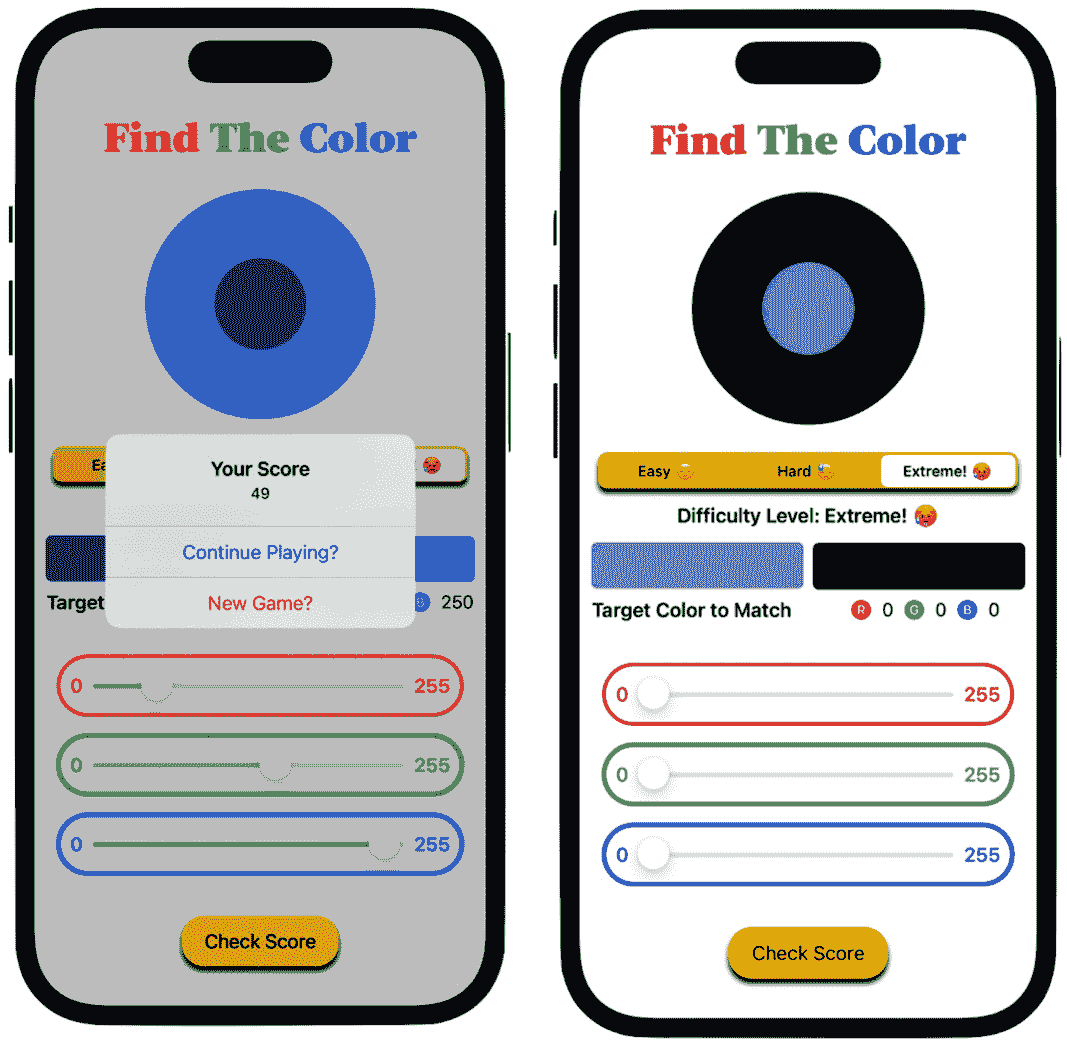 Find The Color
Your Score
49
Continue Playing?
New Game?
Target
B 250
0 255
0 255
0 255
Check Score
Find The Color
Easy Hard Extreme!
Difficulty Level: Extreme!
Target Color to Match R 0 G 0 B 0
0 255
0 255
0 255
Check Score